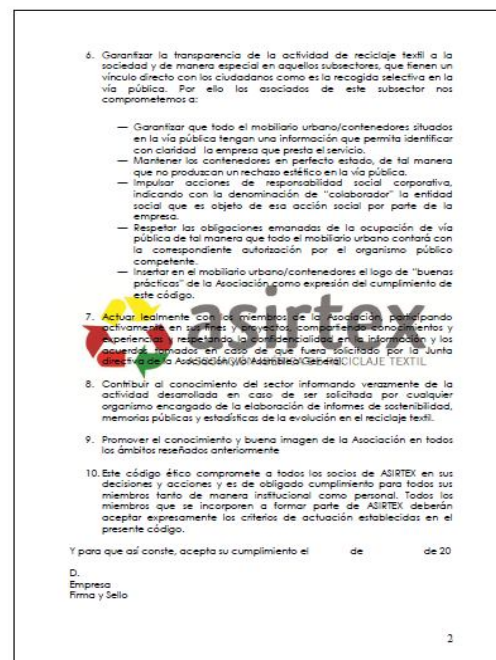 6. Garantizar la transparencia de la actividad de reciclaje textil a la
sociedad y de manera especial en aquellos subsectores, que tienen un
vínculo directo con los ciudadanos como es la recogida selectiva en la
vía pública. Por ello los asociados de este subsector nos
comprometemos a:
— Garantizar que todo el mobiliario urbano/contenedores situados
en la vía pública tengan una información que permita identificar
con claridad la empresa que presta el servicio.
— Mantener los contenedores en perfecto estado, de tal manera
que no produzcan un rechazo estético en la vía pública.
— Impulsar acciones de responsabilidad social corporativa,
indicando con la denominación de "colaborador" la entidad
social que es objeto de esa acción social por parte de la
empresa.
— Respetar las obligaciones emanadas de la ocupación de vía
pública de tal manera que todo el mobiliario urbano contará con
la correspondiente autorización por el organismo público
competente.
— Insertar en el mobiliario urbano/contenedores el logo de "buenas
prácticas" de la Asociación como expresión del cumplimiento de
este código.
asirtex
7. Actuar lealmente con los miembros de la Asociación, participando
activamente en sus fines y proyectos, compartiendo conocimientos y
experiencias y respetando la confidencialidad en la información y los
acuerdos tomados en caso de que fuera solicitado por la Junta
directiva de la Asociación y/o Asamblea General.
RECICLAJE TEXTIL
8. Contribuir al conocimiento del sector informando verazmente de la
actividad desarrollada en caso de ser solicitada por cualquier
organismo encargado de la elaboración de informes de sostenibilidad,
memorias públicas y estadísticas de la evolución en el reciclaje textil.
9. Promover el conocimiento y buena imagen de la Asociación en todos
los ámbitos reseñados anteriormente
10. Este código ético compromete a todos los socios de ASIRTEX en sus
decisiones y acciones y es de obligado cumplimiento para todos sus
miembros tanto de manera institucional como personal. Todos los
miembros que se incorporen a formar parte de ASIRTEX deberán
aceptar expresamente los criterios de actuación establecidas en el
presente código.
Y para que así conste, acepta su cumplimiento el de de 20
D.
Empresa
Firma y Sello
2